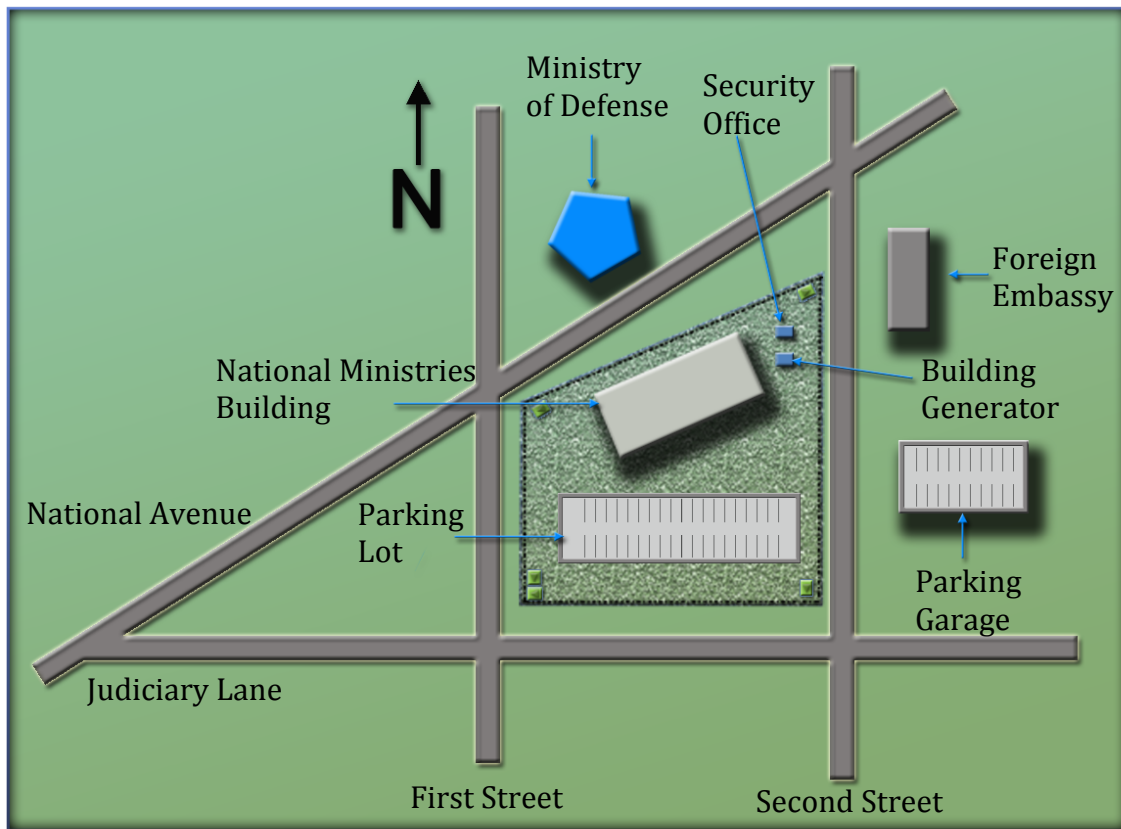 Ministry
of Defense
Security
Office
N
Foreign
Embassy
National Ministries
Building
Building
Generator
National Avenue
Parking
Lot
Parking
Garage
Judiciary Lane
First Street
Second Street